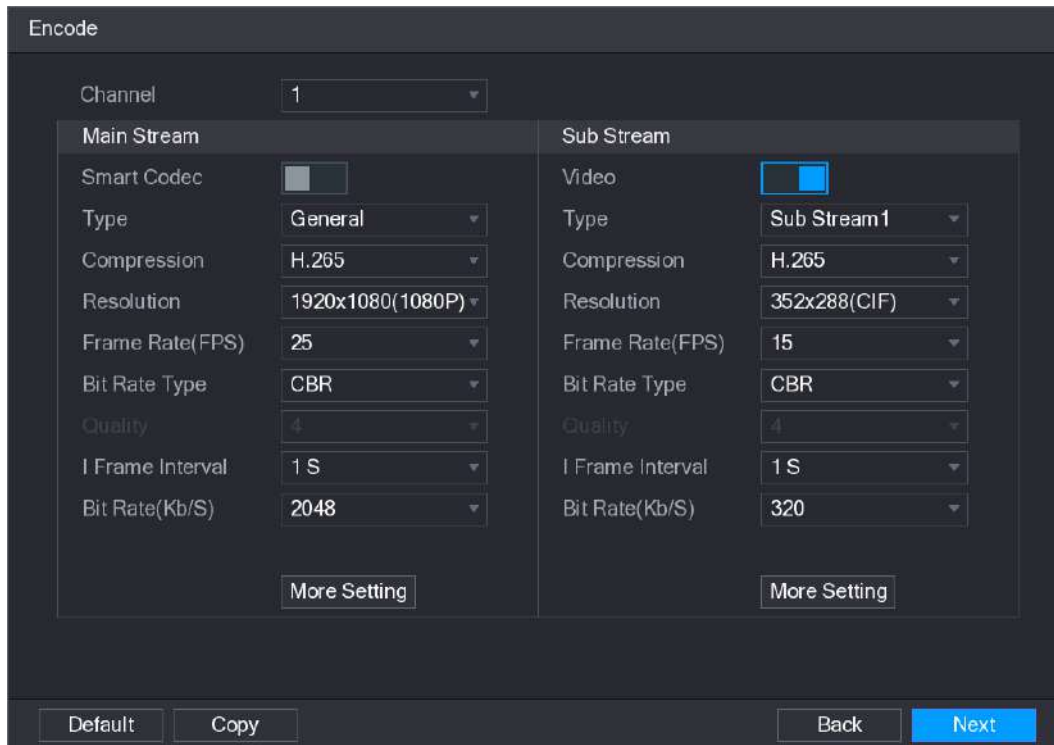 Encode
Channel 1
Main Stream Sub Stream
Smart Codec Video
Type General Type Sub Stream1
Compression H.265 Compression H.265
Resolution 1920x1080(1080P) Resolution 352x288(CIF)
Frame Rate(FPS) 25 Frame Rate(FPS) 15
Bit Rate Type CBR Bit Rate Type CBR
Quality 4 Quality 4
I Frame Interval 1 S I Frame Interval 1 S
Bit Rate(Kb/S) 2048 Bit Rate(Kb/S) 320
More Setting More Setting
Default Copy Back Next